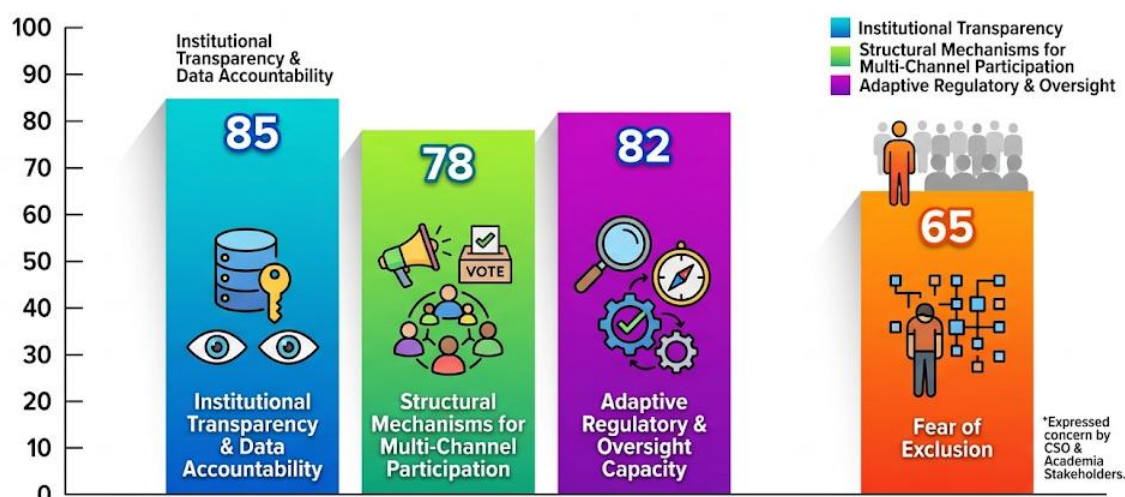 100
90
80
70
60
50
40
30
20
10
0
Institutional
Transparency &
Data Accountability
85
Institutional
Transparency
& Data
Accountability
78
VOTE
Structural
Mechanisms for
Multi-Channel
Participation
82
Adaptive
Regulatory &
Oversight
Capacity
Institutional Transparency
Structural Mechanisms for
Multi-Channel Participation
Adaptive Regulatory & Oversight
65
Fear of
Exclusion
*Expressed
concern by
CSO &
Academia
Stakeholders.